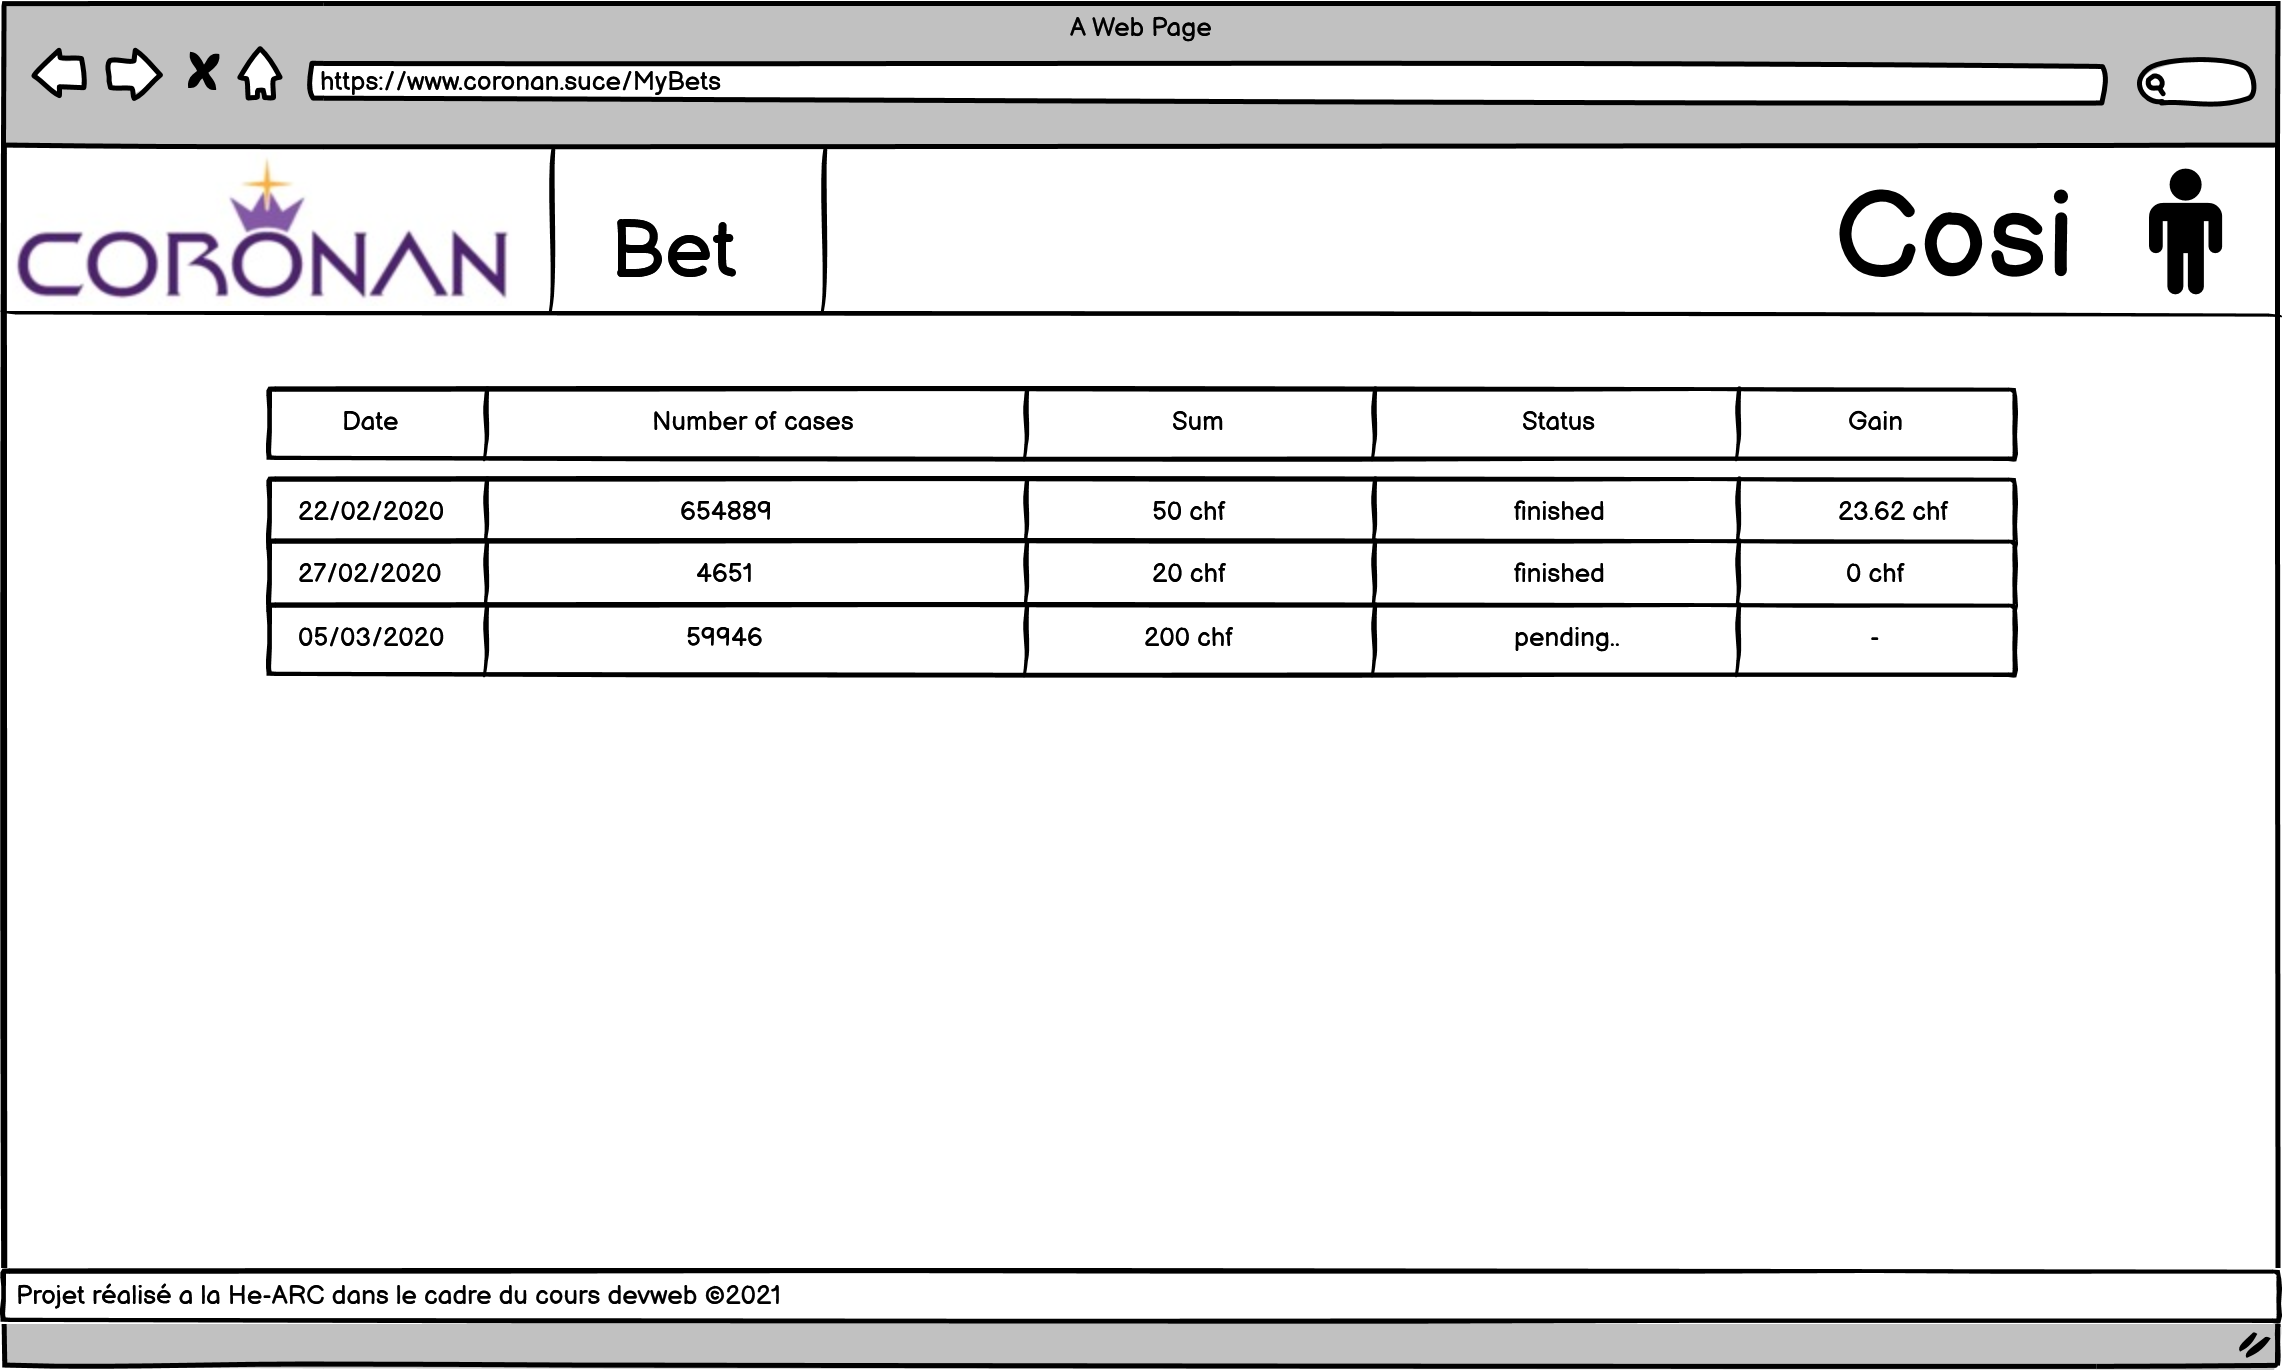 A Web Page
https://www.coronan.suce/MyBets
CORONAN Bet Cosi
Date Number of cases Sum Status Gain
22/02/2020 654889 50 chf finished 23.62 chf
27/02/2020 4651 20 chf finished 0 chf
05/03/2020 59946 200 chf pending.. -
Projet réalisé a la He-ARC dans le cadre du cours devweb ©2021